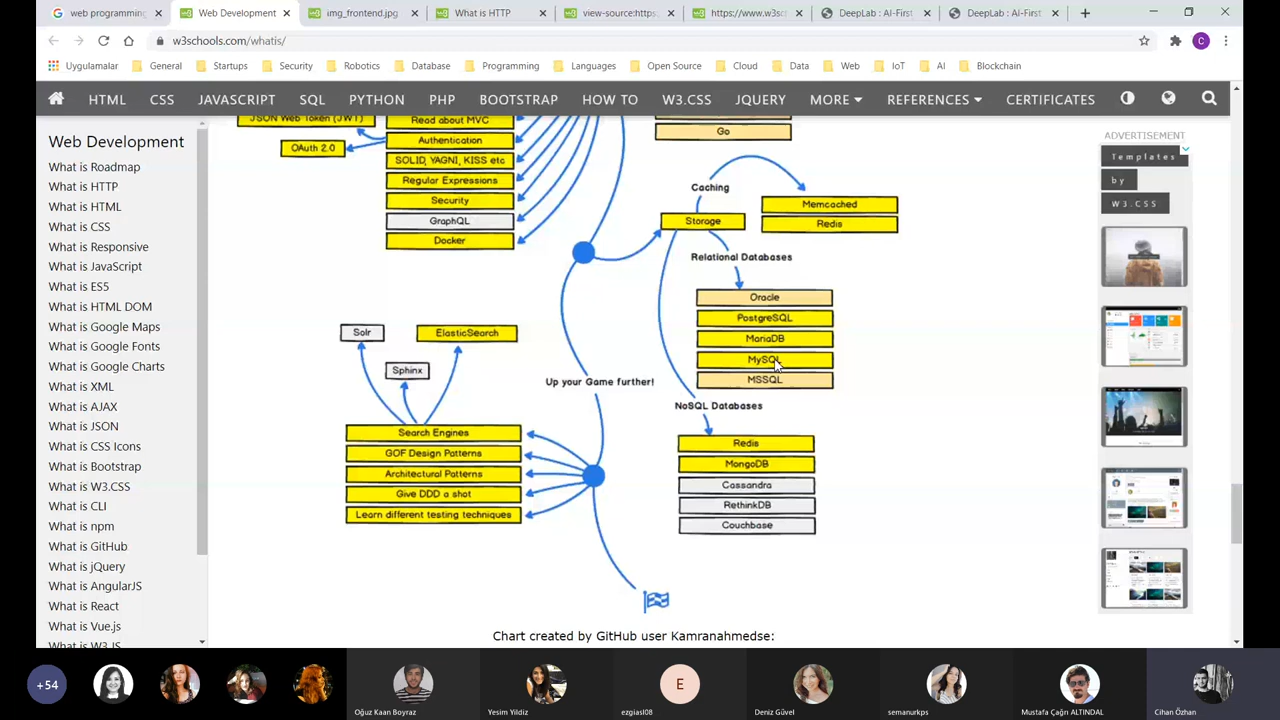 web programming
Web Development
img_frontend.jpg
What is HTTP
view-source:https:
https://www.w3sc
DeepLab : AI-First
DeepLab : AI-First
w3schools.com/whatis/
C
Uygulamalar
General
Startups
Security
Robotics
Database
Programming
Languages
Open Source
Cloud
Data
Web
IoT
AI
Blockchain
HTML
CSS
JAVASCRIPT
SQL
PYTHON
PHP
BOOTSTRAP
HOW TO
W3.CSS
JQUERY
MORE
REFERENCES
CERTIFICATES
Web Development
What is Roadmap
What is HTTP
What is HTML
What is CSS
What is Responsive
What is JavaScript
What is ES5
What is HTML DOM
What is Google Maps
What is Google Fonts
What is Google Charts
What is XML
What is AJAX
What is JSON
What is CSS Icons
What is Bootstrap
What is W3.CSS
What is CLI
What is npm
What is GitHub
What is jQuery
What is AngularJS
What is React
What is Vue.js
What is W3.JS
JSON Web Token (JWT)
OAuth 2.0
Read about MVC
Authentication
SOLID, YAGNI, KISS etc
Regular Expressions
Security
GraphQL
Docker
Go
Caching
Memcached
Redis
Storage
Relational Databases
Oracle
PostgreSQL
MariaDB
MySQL
MSSQL
NoSQL Databases
Redis
MongoDB
Cassandra
RethinkDB
Couchbase
Solr
ElasticSearch
Sphinx
Up your Game further!
Search Engines
GOF Design Patterns
Architectural Patterns
Give DDD a shot
Learn different testing techniques
Chart created by GitHub user Kamranahmedse:
ADVERTISEMENT
Templates
by
W3.CSS
+54
Oğuz Kaan Boyraz
Yesim Yildiz
E
ezgiasl08
Deniz Güvel
semanurkps
Mustafa Çağrı ALTINDAL
Cihan Özhan